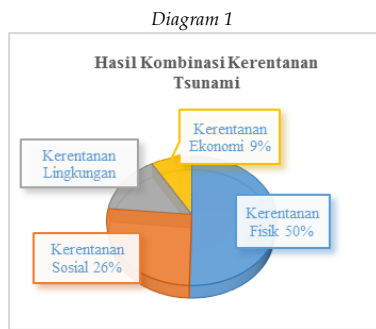 Diagram 1
Hasil Kombinasi Kerentanan
Tsunami
Kerentanan
Ekonomi 9%
Kerentanan
Lingkungan
Kerentanan
Fisik 50%
Kerentanan
Sosial 26%